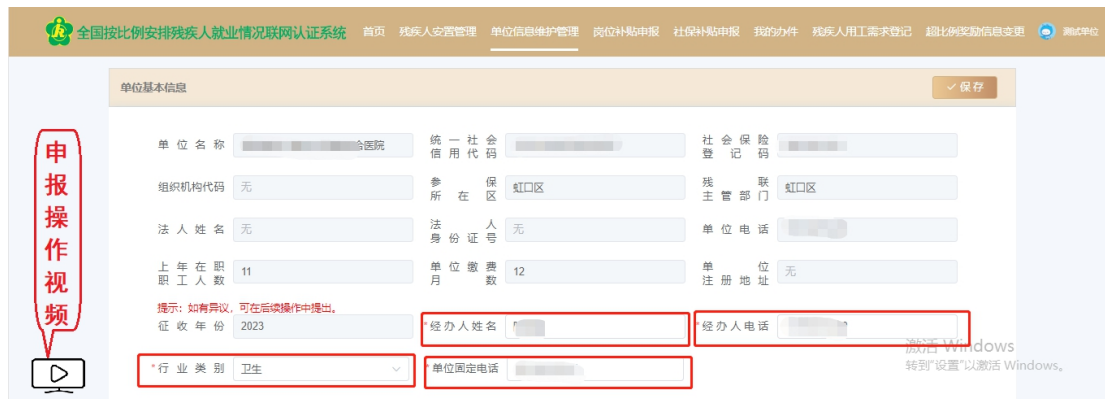 全国按比例安排残疾人就业情况联网认证系统 首页 残疾人安置管理 单位信息维护管理 岗位补贴申报 社保补贴申报 我的办件 残疾人用工需求登记 超比例奖励信息变更 测试单位
单位基本信息 保存
单位名称 合医院 统一社会信用代码 社会保险登记码
组织机构代码 无 参保所在区 虹口区 残联主管部门 虹口区
法人姓名 无 法人身份证号 无 单位电话
上年在职职工人数 11 单位缴费月数 12 单位注册地址 无
提示:如有异议,可在后续操作中提出。
征收年份 2023 *经办人姓名 *经办人电话
*行业类别 卫生 *单位固定电话
申报操作视频
激活 Windows
转到"设置"以激活 Windows。